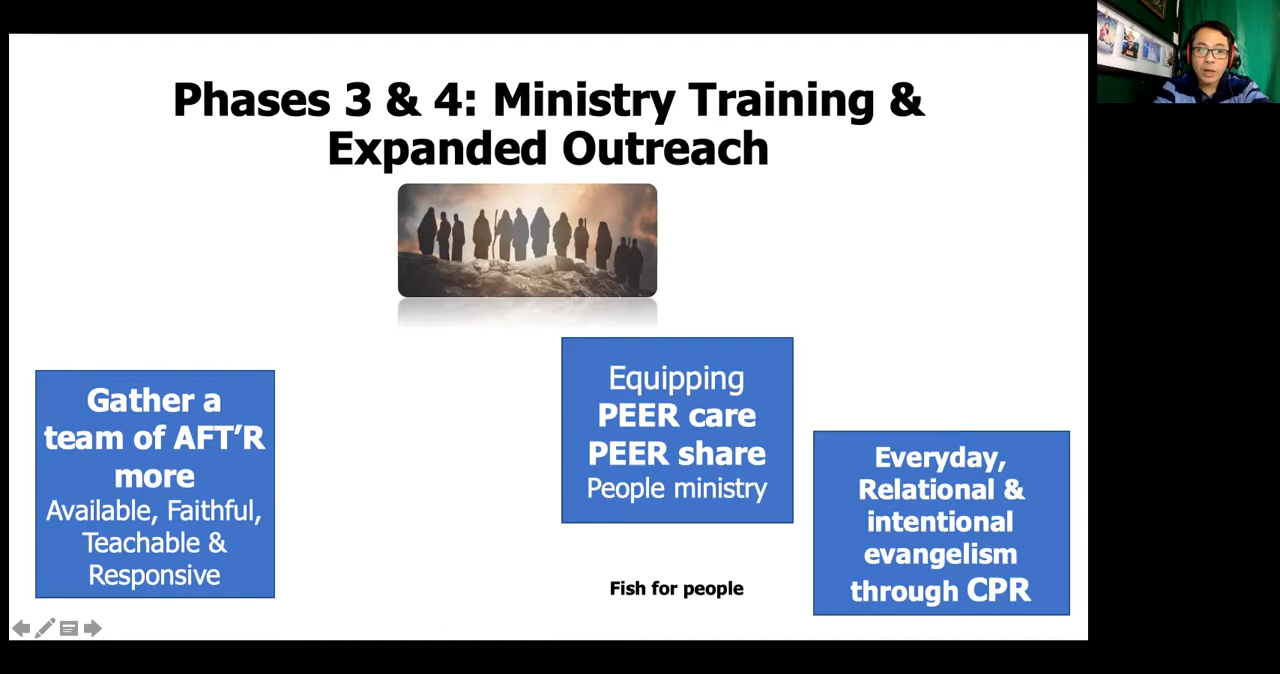 Phases 3 & 4: Ministry Training &
Expanded Outreach
Gather a
team of AFT’R
more
Available, Faithful,
Teachable &
Responsive
Equipping
PEER care
PEER share
People ministry
Fish for people
Everyday,
Relational &
intentional
evangelism
through CPR